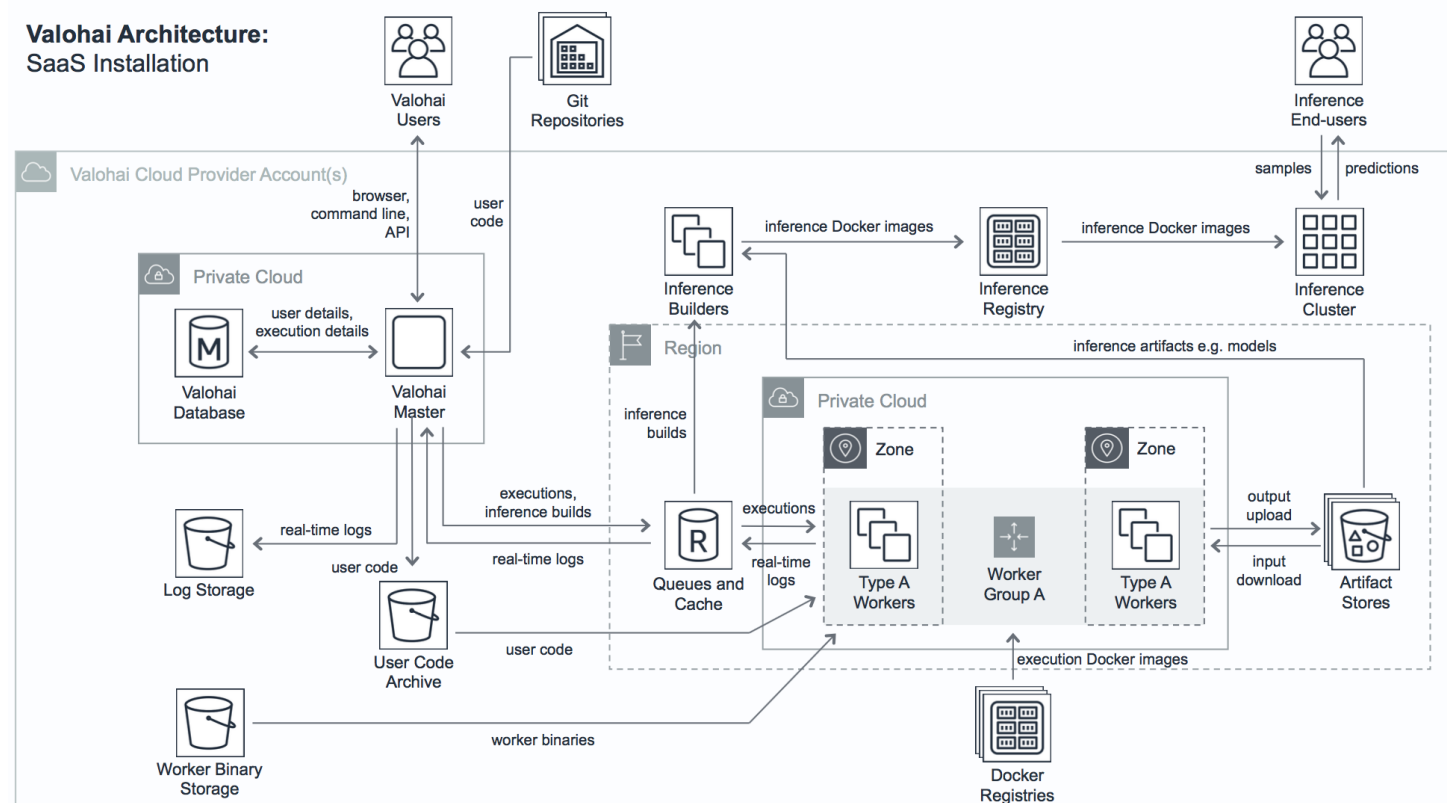 Valohai Architecture:
SaaS Installation
Valohai
Users
Git
Repositories
Inference
End-users
Valohai Cloud Provider Account(s)
samples
predictions
browser,
command line,
API
user
code
inference Docker images
inference Docker images
Inference
Builders
Inference
Registry
Inference
Cluster
Private Cloud
user details,
execution details
M
Valohai
Database
Valohai
Master
Region
inference artifacts e.g. models
inference
builds
Private Cloud
Zone
Zone
executions,
inference builds
real-time logs
executions
real-time
logs
R
Queues and
Cache
Type A
Workers
Worker
Group A
Type A
Workers
output
upload
input
download
Artifact
Stores
real-time logs
Log Storage
user code
User Code
Archive
user code
execution Docker images
Worker Binary
Storage
worker binaries
Docker
Registries